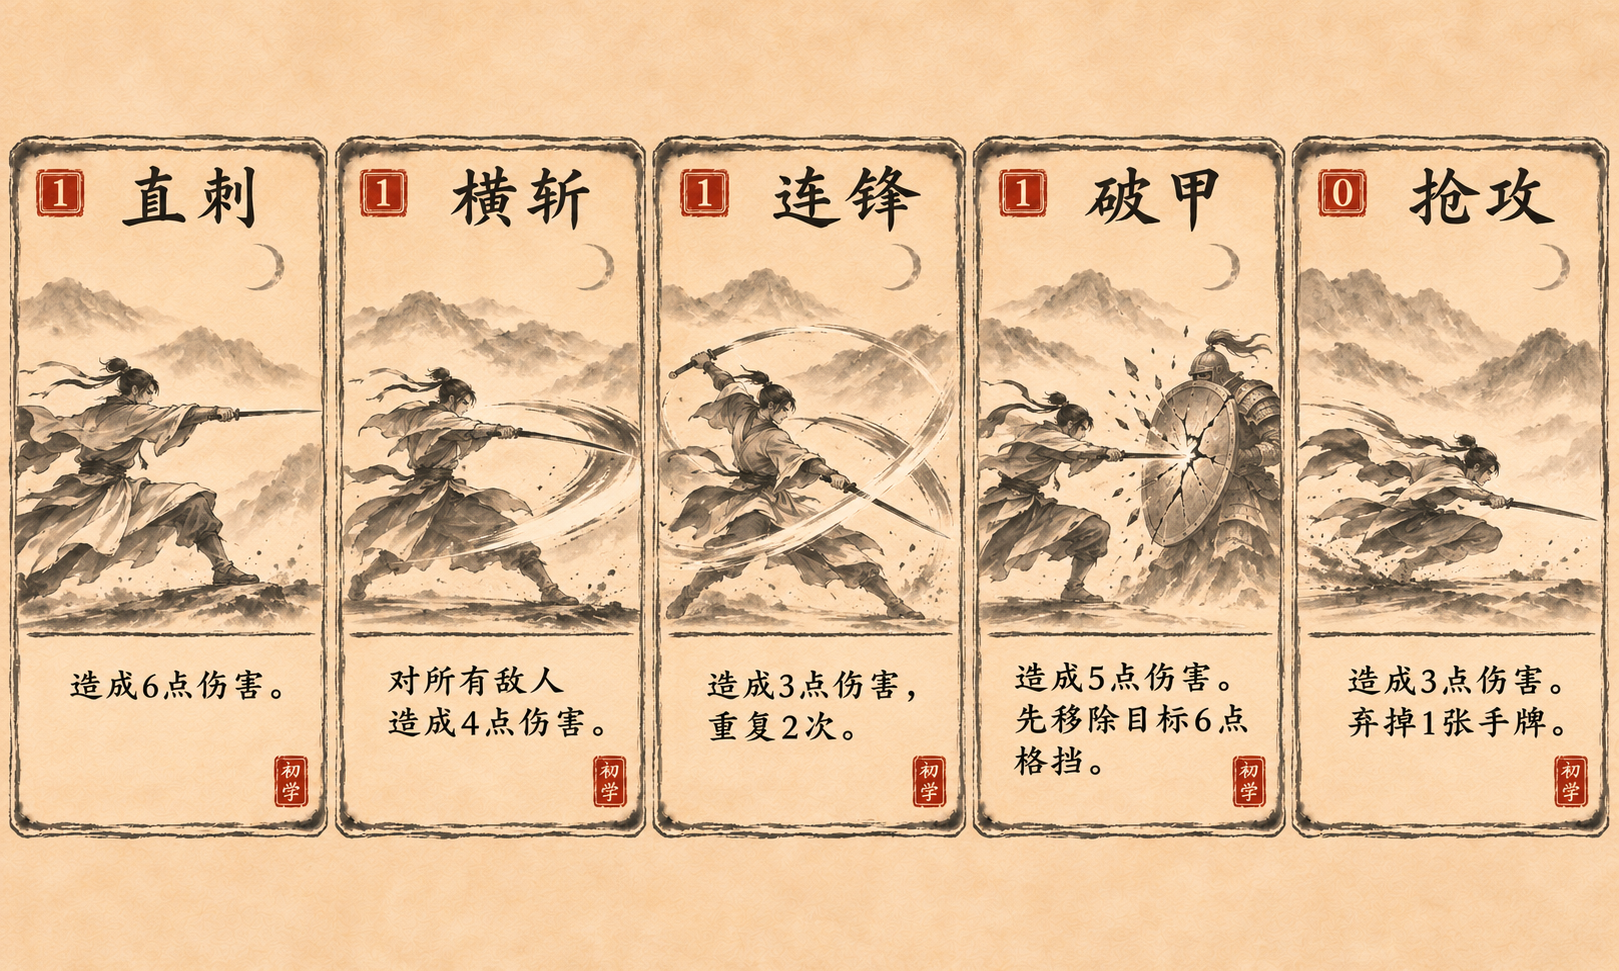 1
直刺
造成6点伤害。
初学
1
横斩
对所有敌人
造成4点伤害。
初学
1
连锋
造成3点伤害，
重复2次。
初学
1
破甲
造成5点伤害。
先移除目标6点
格挡。
初学
0
抢攻
造成3点伤害。
弃掉1张手牌。
初学